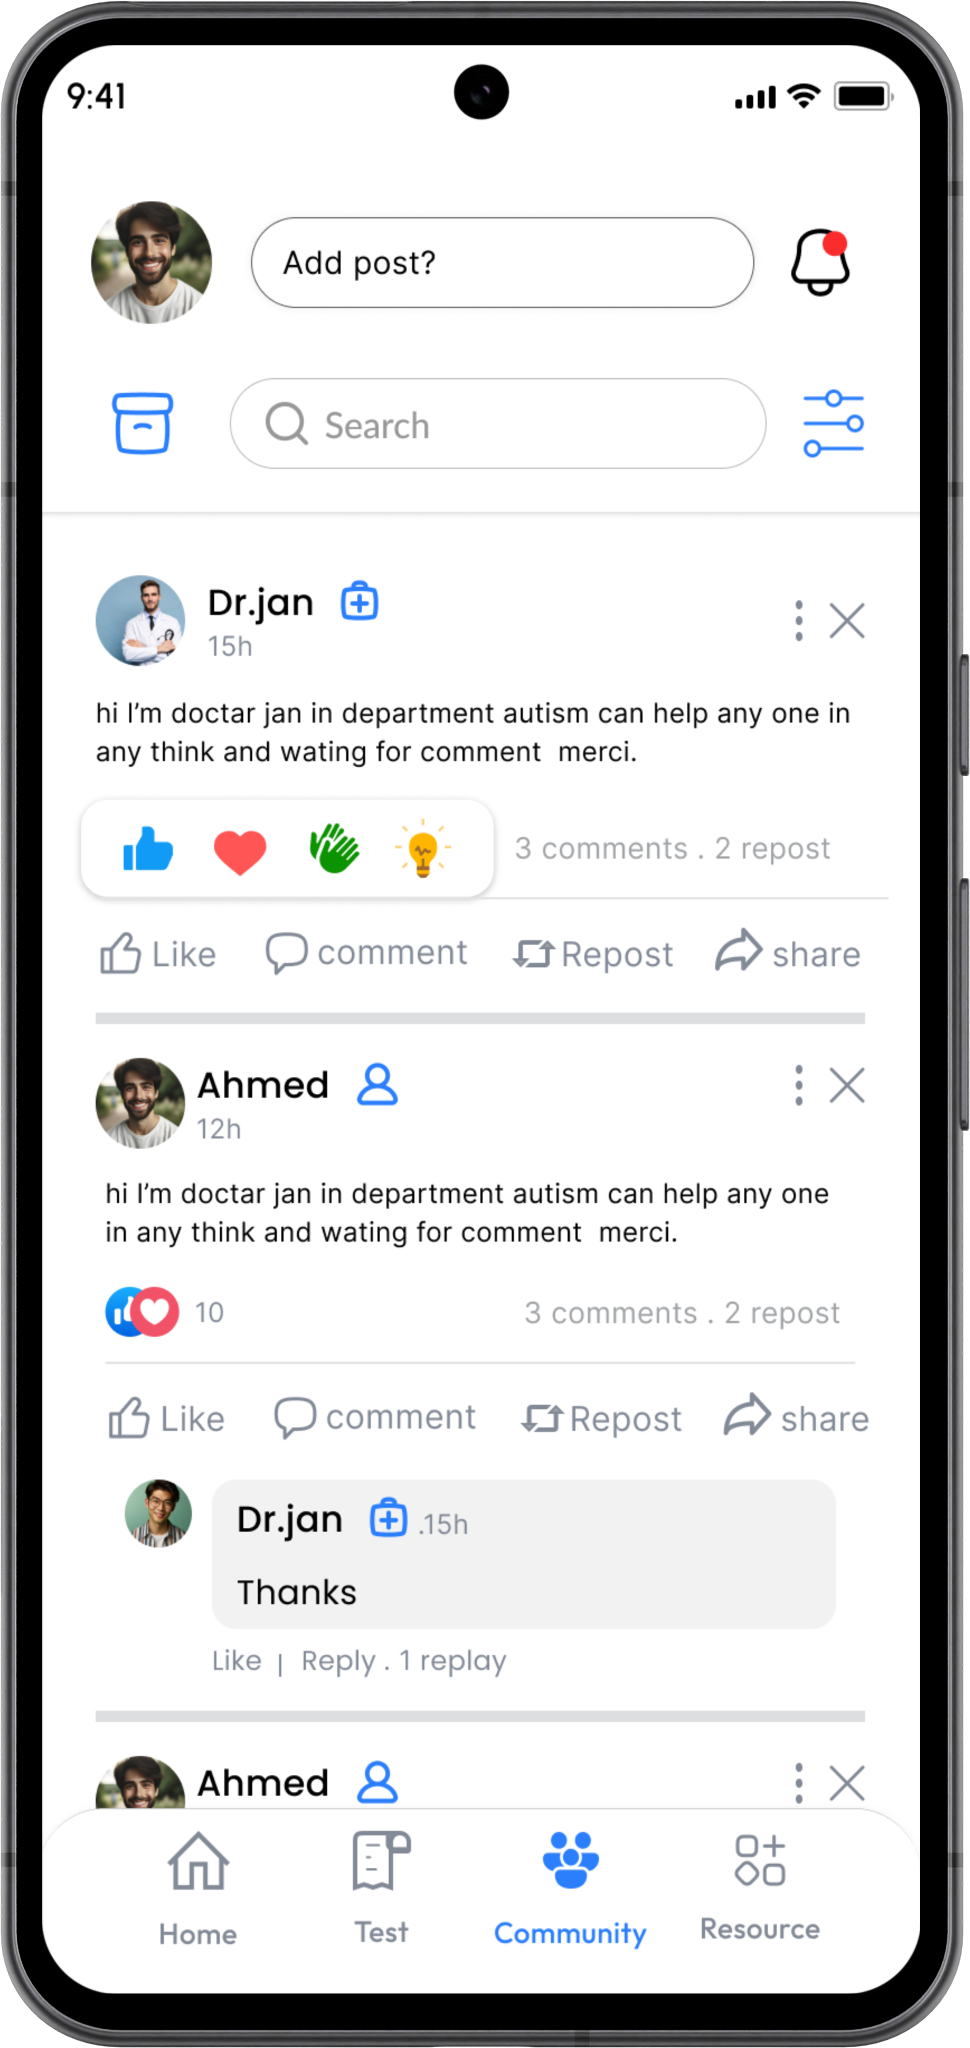 9:41
Add post?
Search
Dr.jan
15h
hi I'm doctar jan in department autism can help any one in
any think and wating for comment  merci.
3 comments . 2 repost
Like comment Repost share
Ahmed
12h
hi I'm doctar jan in department autism can help any one
in any think and wating for comment  merci.
10 3 comments . 2 repost
Like comment Repost share
Dr.jan .15h
Thanks
Like | Reply . 1 replay
Ahmed
Home Test Community Resource